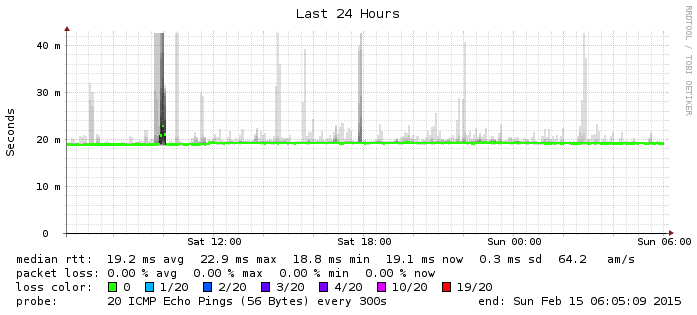 Last 24 Hours
RRDTOOL / TOBI OETIKER
Seconds
40 m
30 m
20 m
10 m
0
Sat 12:00 Sat 18:00 Sun 00:00 Sun 06:00
median rtt: 19.2 ms avg 22.9 ms max 18.8 ms min 19.1 ms now 0.3 ms sd 64.2 am/s
packet loss: 0.00 % avg 0.00 % max 0.00 % min 0.00 % now
loss color: 0 1/20 2/20 3/20 4/20 10/20 19/20
probe: 20 ICMP Echo Pings (56 Bytes) every 300s end: Sun Feb 15 06:05:09 2015